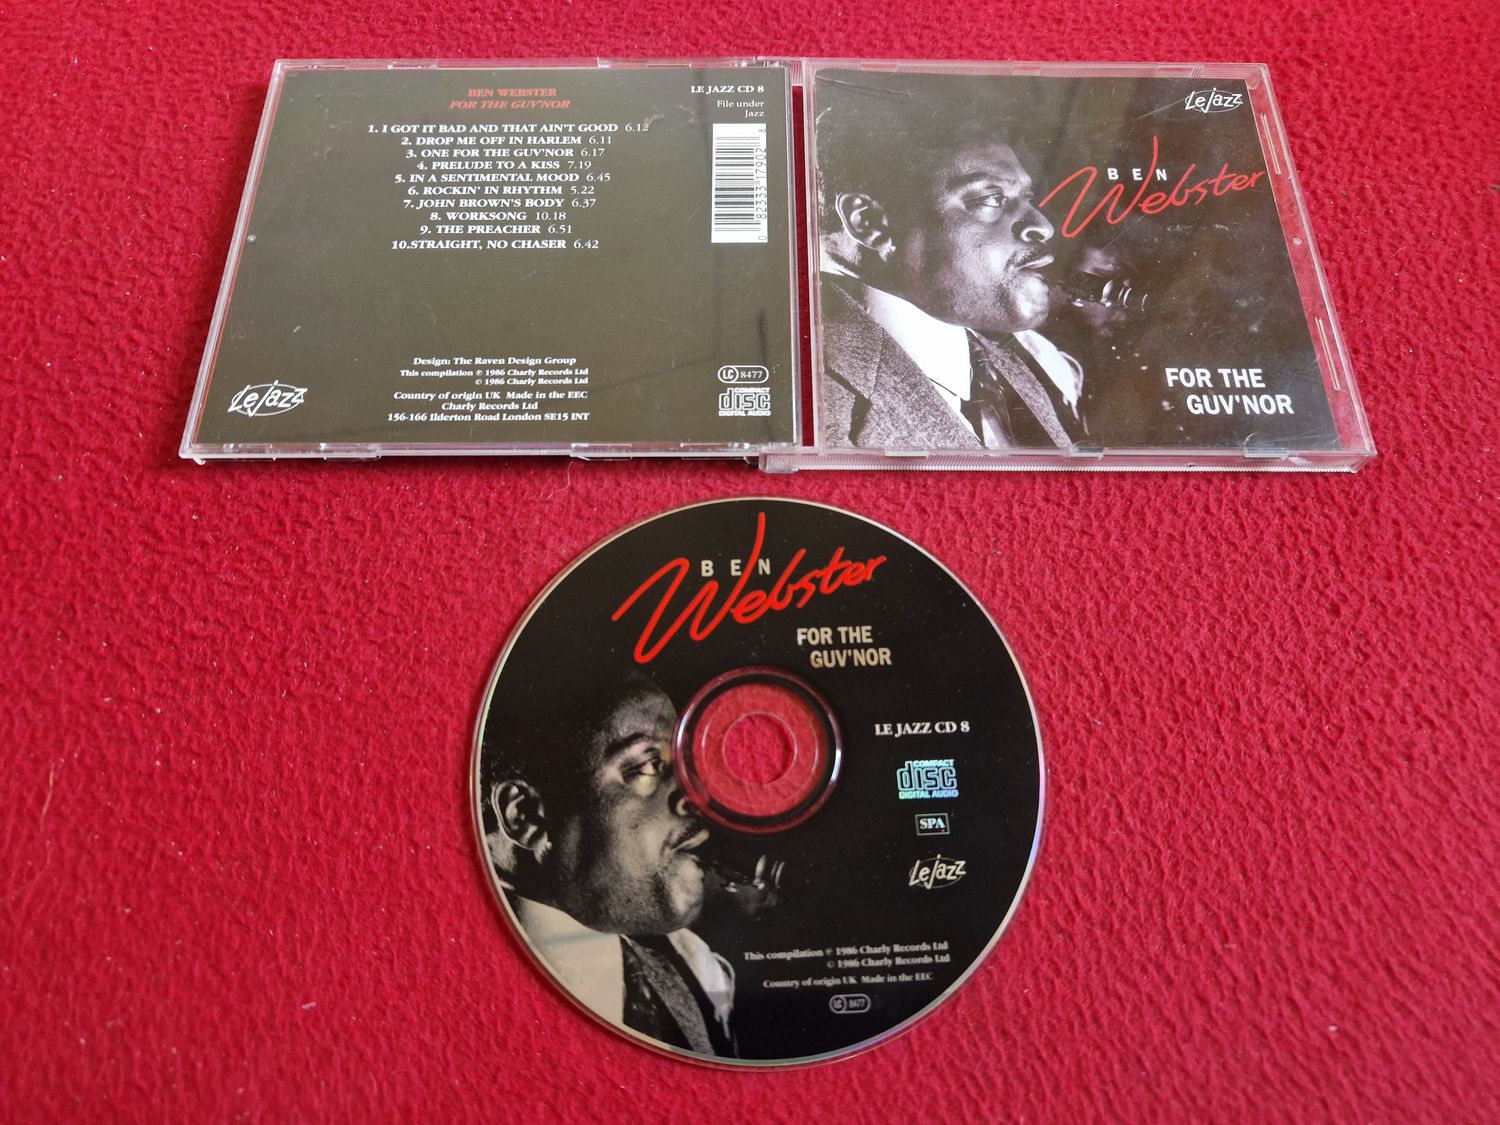 BEN WEBSTER
FOR THE GUV'NOR
1. I GOT IT BAD AND THAT AIN'T GOOD 6.12
2. DROP ME OFF IN HARLEM 6.11
3. ONE FOR THE GUV'NOR 6.17
4. PRELUDE TO A KISS 7.19
5. IN A SENTIMENTAL MOOD 6.45
6. ROCKIN' IN RHYTHM 5.22
7. JOHN BROWN'S BODY 6.37
8. WORKSONG 10.18
9. THE PREACHER 6.51
10.STRAIGHT, NO CHASER 6.42
LE JAZZ CD 8
File under
Jazz
0 82333 17902 8
Design: The Raven Design Group
This compilation ℗ 1986 Charly Records Ltd
© 1986 Charly Records Ltd
Country of origin UK Made in the EEC
Charly Records Ltd
156-166 Ilderton Road London SE15 INT
Le Jazz
LC 8477
COMPACT
disc
DIGITAL AUDIO
Le Jazz
BEN
Webster
FOR THE
GUV'NOR
BEN
Webster
FOR THE
GUV'NOR
LE JAZZ CD 8
COMPACT
disc
DIGITAL AUDIO
SPA
Le Jazz
This compilation ℗ 1986 Charly Records Ltd
© 1986 Charly Records Ltd
Country of origin UK Made in the EEC
LC 8477